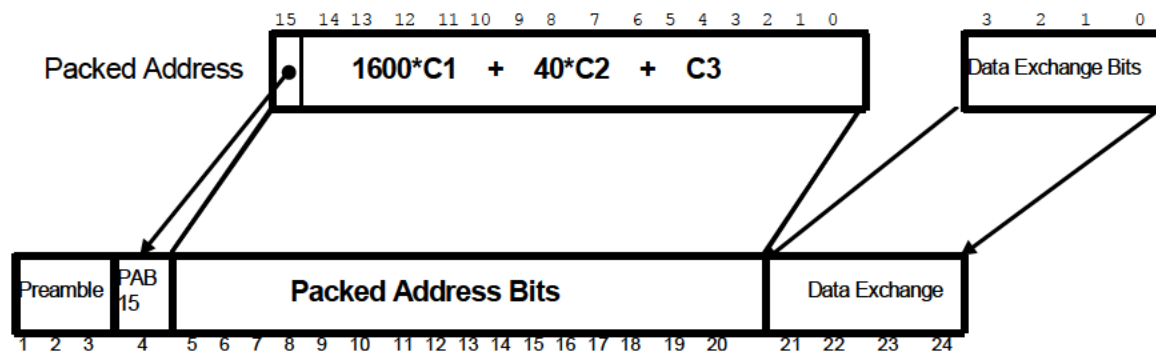 15 14 13 12 11 10 9 8 7 6 5 4 3 2 1 0 3 2 1 0
Packed Address 1600*C1 + 40*C2 + C3 Data Exchange Bits
Preamble PAB 15 Packed Address Bits Data Exchange
1 2 3 4 5 6 7 8 9 10 11 12 13 14 15 16 17 18 19 20 21 22 23 24